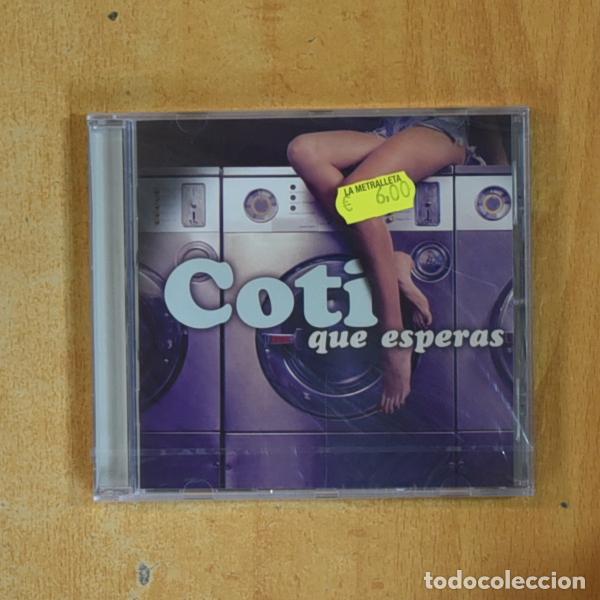 LA METRALLETA
€ 6,00
Coti
que esperas
todocoleccion